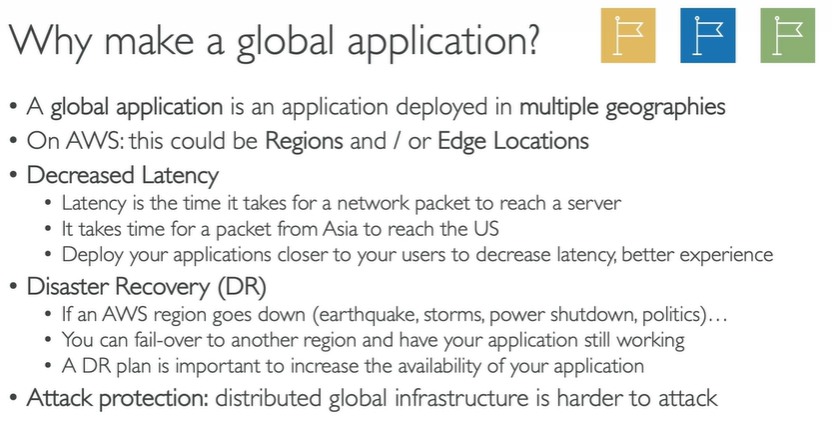 Why make a global application?
• A global application is an application deployed in multiple geographies
• On AWS: this could be Regions and / or Edge Locations
• Decreased Latency
• Latency is the time it takes for a network packet to reach a server
• It takes time for a packet from Asia to reach the US
• Deploy your applications closer to your users to decrease latency, better experience
• Disaster Recovery (DR)
• If an AWS region goes down (earthquake, storms, power shutdown, politics)…
• You can fail-over to another region and have your application still working
• A DR plan is important to increase the availability of your application
• Attack protection: distributed global infrastructure is harder to attack